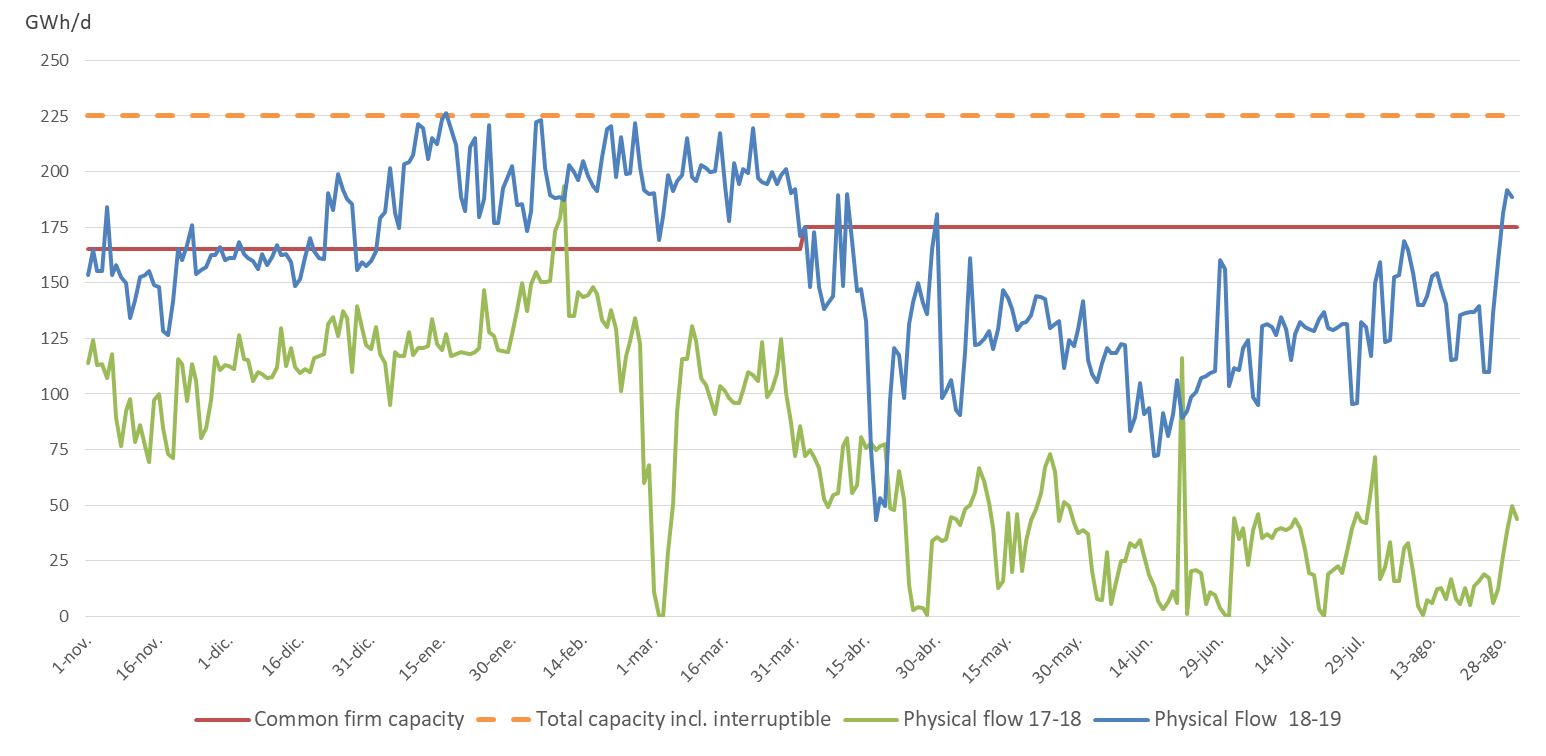 GWh/d
250
225
200
175
150
125
100
75
50
25
0
1-nov.
16-nov.
1-dic.
16-dic.
31-dic.
15-ene.
30-ene.
14-feb.
1-mar.
16-mar.
31-mar.
15-abr.
30-abr.
15-may.
30-may.
14-jun.
29-jun.
14-jul.
29-jul.
13-ago.
28-ago.
Common firm capacity Total capacity incl. interruptible Physical flow 17-18 Physical Flow 18-19